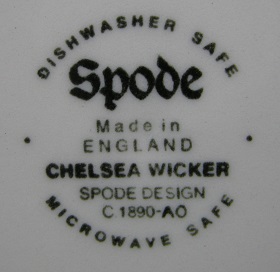 DISHWASHER SAFE
Spode
Made in
ENGLAND
CHELSEA WICKER
SPODE DESIGN
C.1890-AO
MICROWAVE SAFE